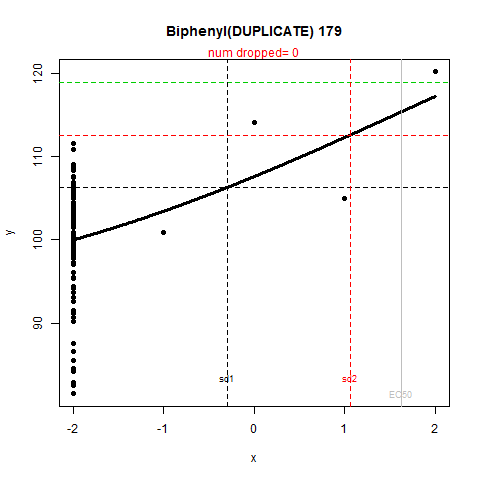 Biphenyl(DUPLICATE) 179
num dropped= 0
120
110
100
90
y
sd1
sd2
EC50
-2
-1
0
1
2
x